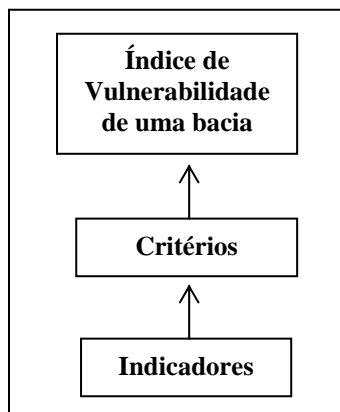 Índice de
Vulnerabilidade
de uma bacia
Critérios
Indicadores